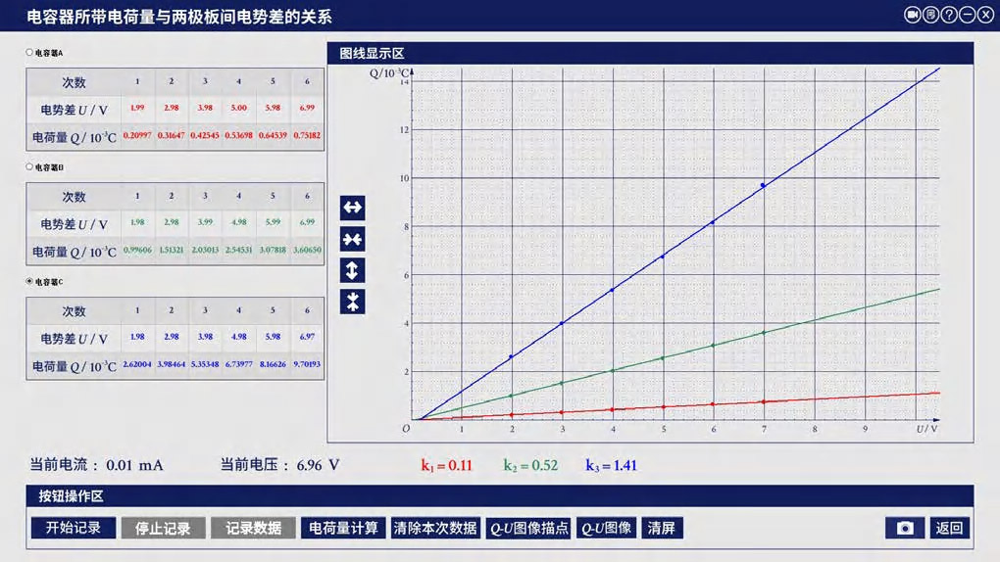 电容器所带电荷量与两极板间电势差的关系
电容器A
次数 1 2 3 4 5 6
电势差 U / V 1.99 2.98 3.98 5.00 5.98 6.99
电荷量 Q / 10⁻³C 0.20997 0.31647 0.42545 0.53698 0.64539 0.75182
电容器B
次数 1 2 3 4 5 6
电势差 U / V 1.98 2.98 3.99 4.98 5.99 6.99
电荷量 Q / 10⁻³C 0.99606 1.51321 2.03013 2.54531 3.07818 3.60650
电容器C
次数 1 2 3 4 5 6
电势差 U / V 1.98 2.98 3.98 4.98 5.98 6.97
电荷量 Q / 10⁻³C 2.62004 3.98464 5.35348 6.73977 8.16626 9.70193
图线显示区
Q/10⁻³C
14
12
10
8
6
4
2
O 1 2 3 4 5 6 7 8 9 U/ V
当前电流： 0.01 mA 当前电压： 6.96 V k₁ = 0.11 k₂ = 0.52 k₃ = 1.41
按钮操作区
开始记录 停止记录 记录数据 电荷量计算 清除本次数据 Q-U图像描点 Q-U图像 清屏 返回